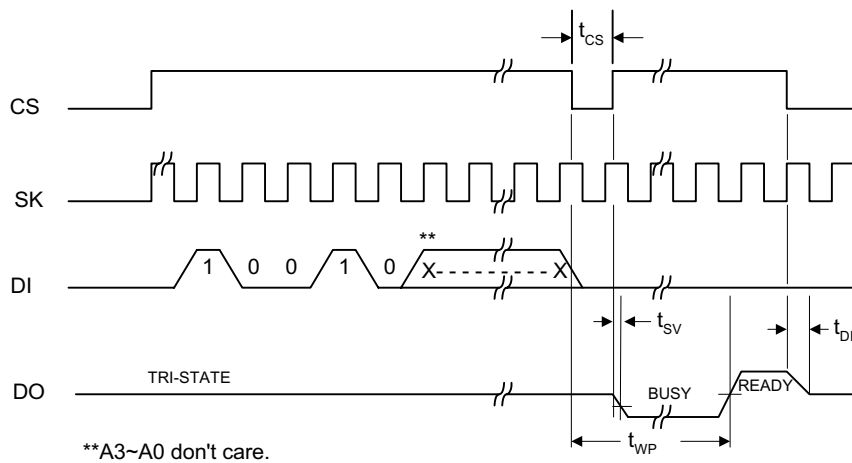 t_CS
CS
SK
**
DI 1 0 0 1 0 X - - - - - - - - - X
t_SV t_DI
DO TRI-STATE BUSY READY
t_WP
**A3~A0 don't care.